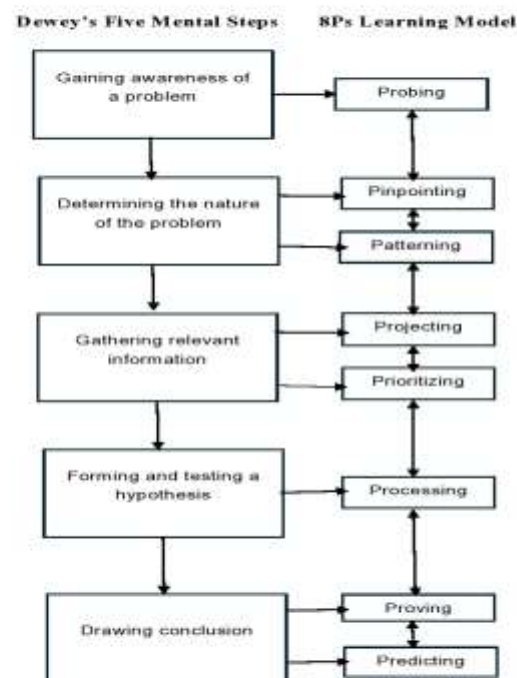 Dewey's Five Mental Steps
8Ps Learning Model
Gaining awareness of
a problem
Probing
Determining the nature
of the problem
Pinpointing
Patterning
Gathering relevant
information
Projecting
Prioritizing
Forming and testing a
hypothesis
Processing
Drawing conclusion
Proving
Predicting